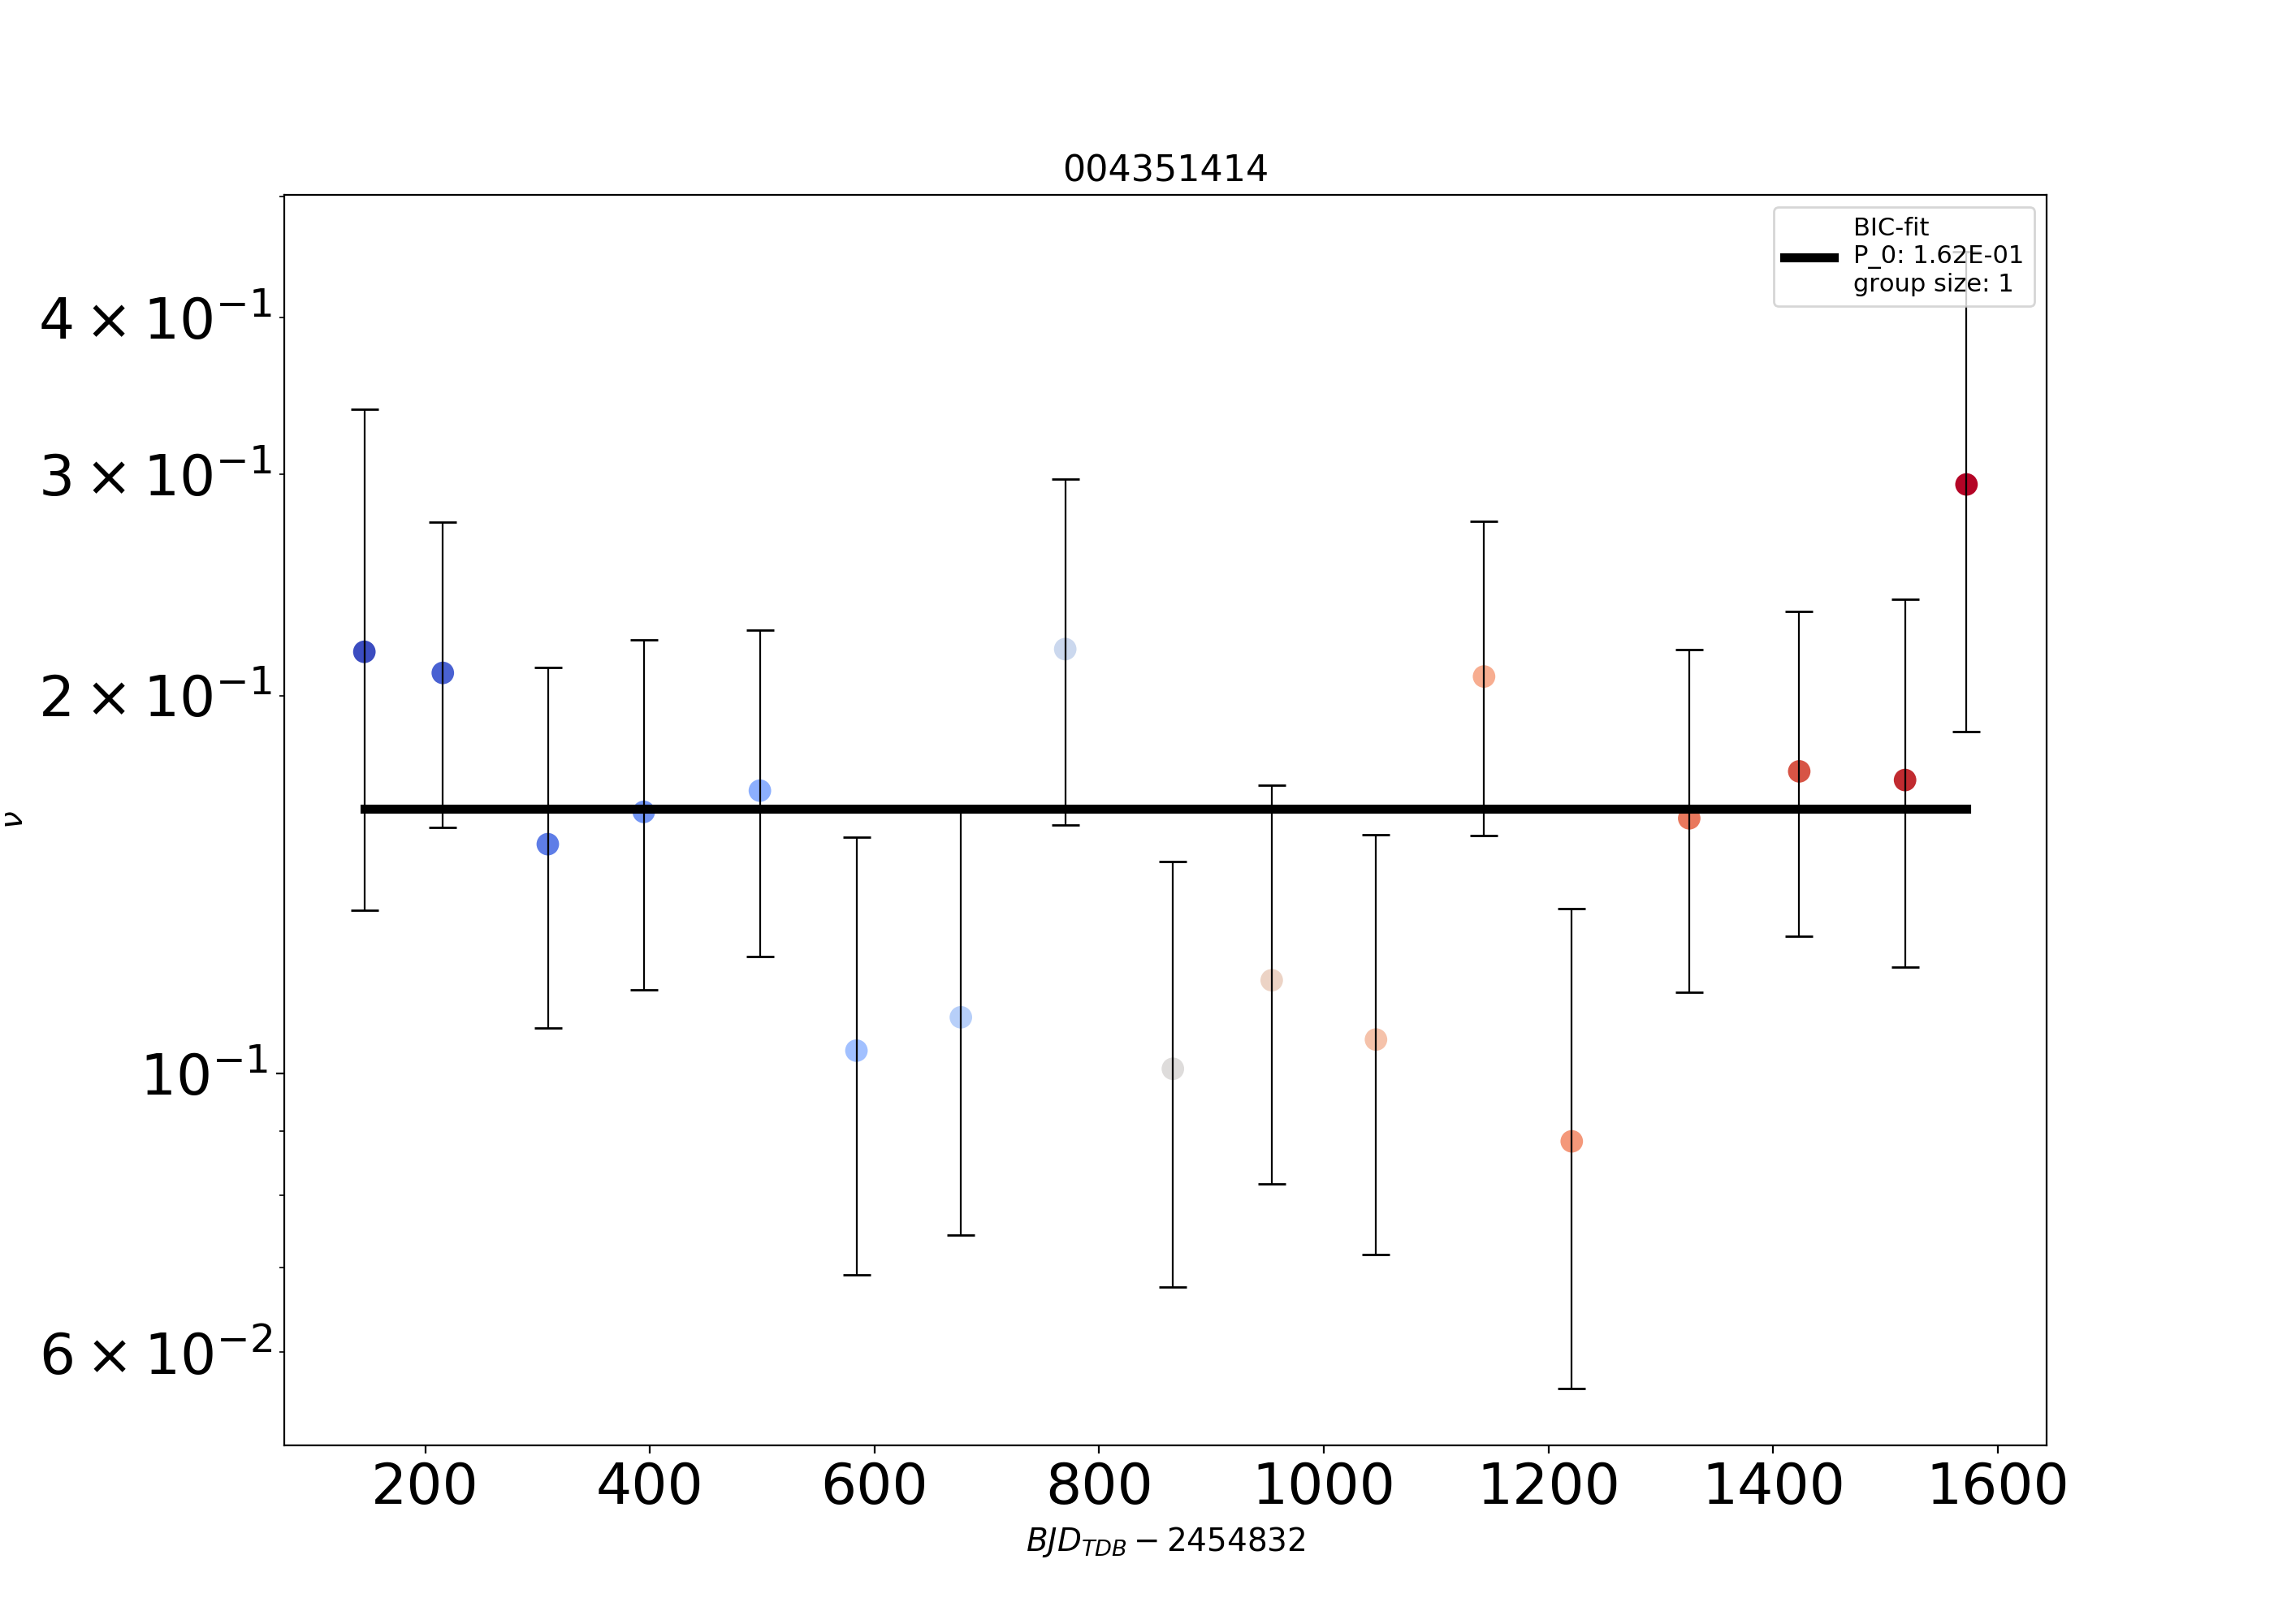 004351414
BIC-fit
P_0: 1.62E-01
group size: 1
4 × 10⁻¹
3 × 10⁻¹
2 × 10⁻¹
10⁻¹
6 × 10⁻²
ν
200 400 600 800 1000 1200 1400 1600
BJD_TDB − 2454832